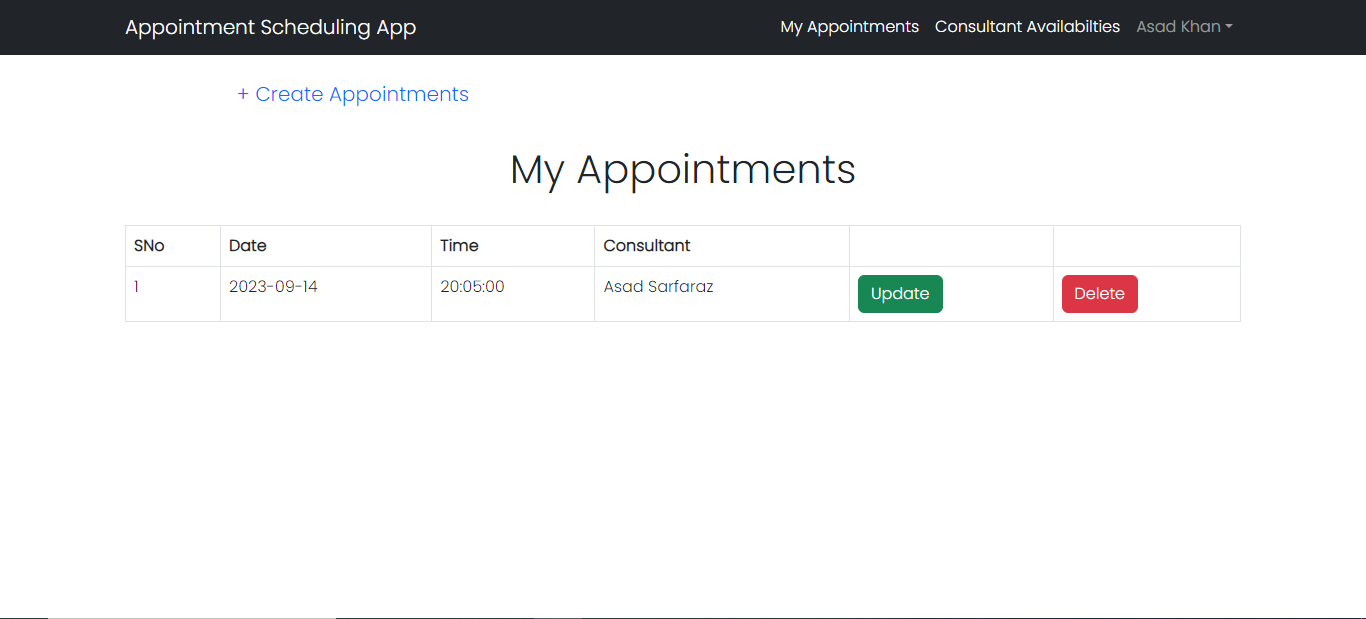 Appointment Scheduling App My Appointments Consultant Availabilties Asad Khan
+ Create Appointments
My Appointments
SNo Date Time Consultant
1 2023-09-14 20:05:00 Asad Sarfaraz Update Delete